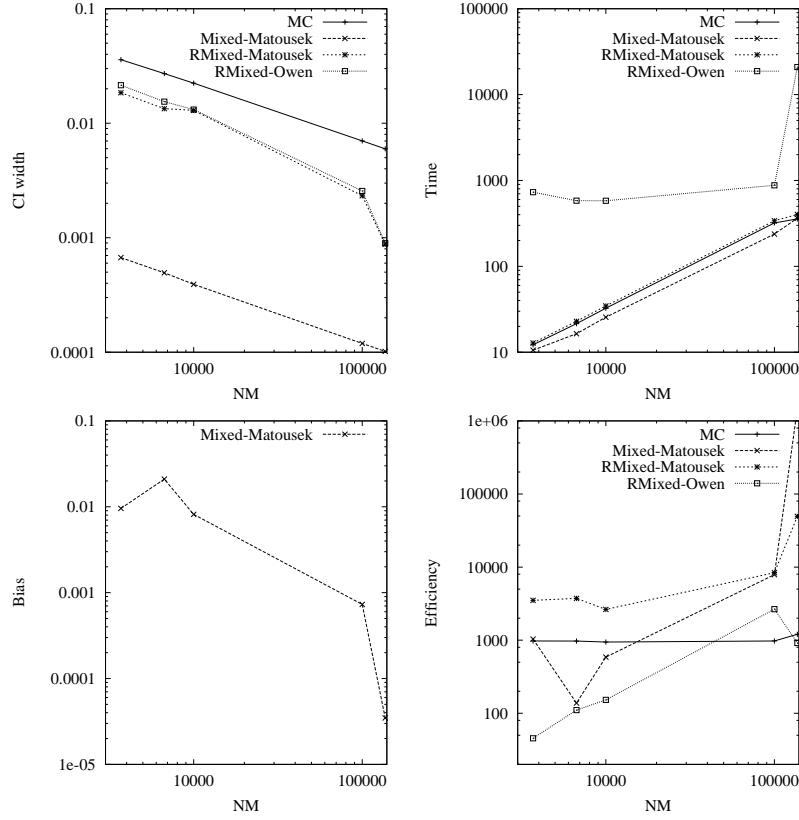 0.1
0.01
0.001
0.0001
10000
100000
CI width
NM
MC
Mixed-Matousek
RMixed-Matousek
RMixed-Owen
100000
10000
1000
100
10
10000
100000
Time
NM
MC
Mixed-Matousek
RMixed-Matousek
RMixed-Owen
0.1
0.01
0.001
0.0001
1e-05
10000
100000
Bias
NM
Mixed-Matousek
1e+06
100000
10000
1000
100
10000
100000
Efficiency
NM
MC
Mixed-Matousek
RMixed-Matousek
RMixed-Owen